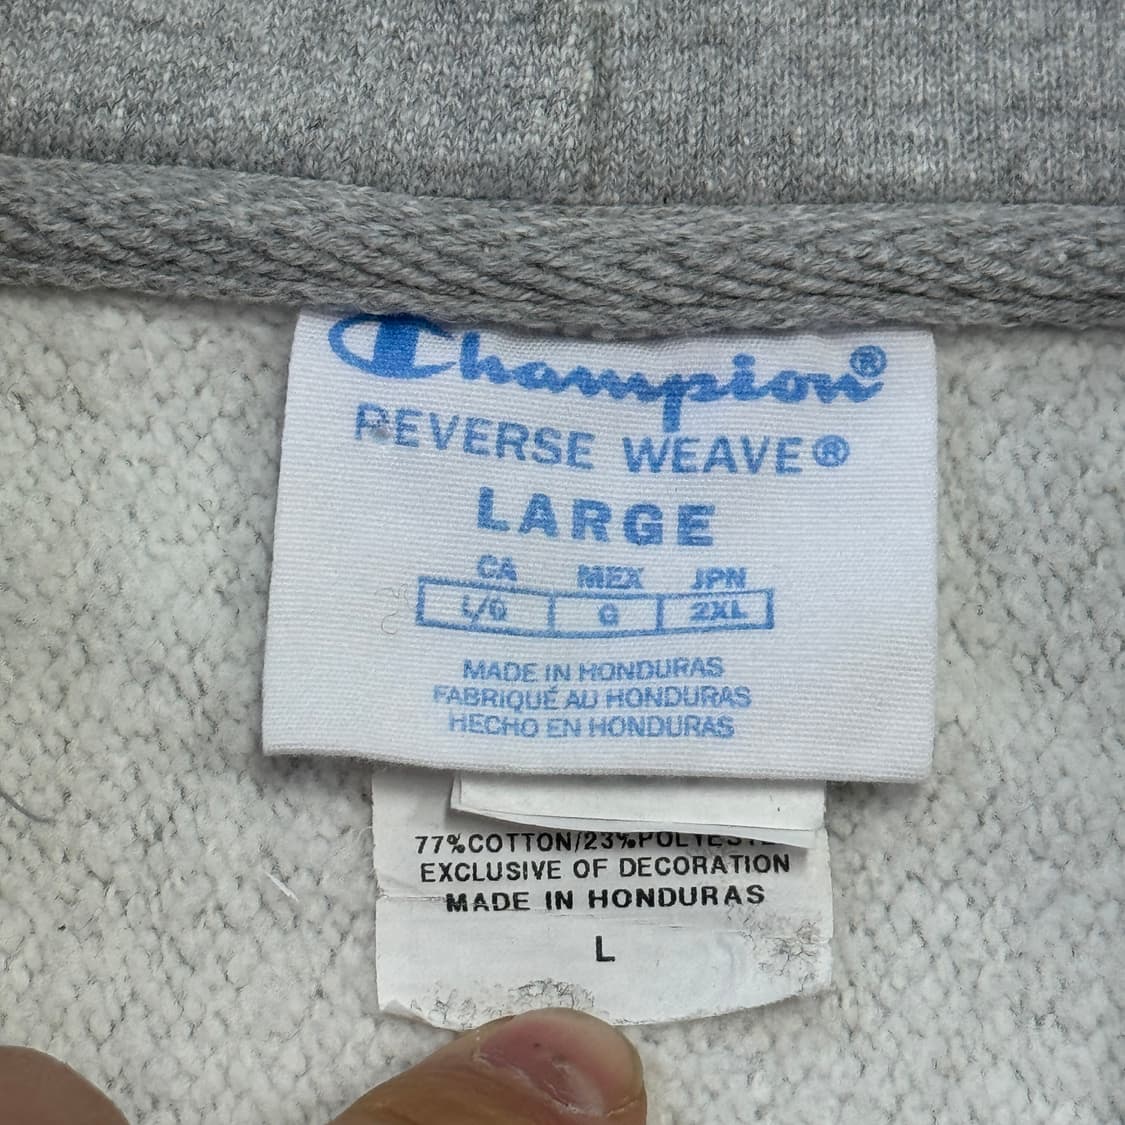 Champion®
REVERSE WEAVE®
LARGE
CA MEX JPN
L/G G 2XL
MADE IN HONDURAS
FABRIQUÉ AU HONDURAS
HECHO EN HONDURAS
77%COTTON/23%POLYESTE
EXCLUSIVE OF DECORATION
MADE IN HONDURAS
L